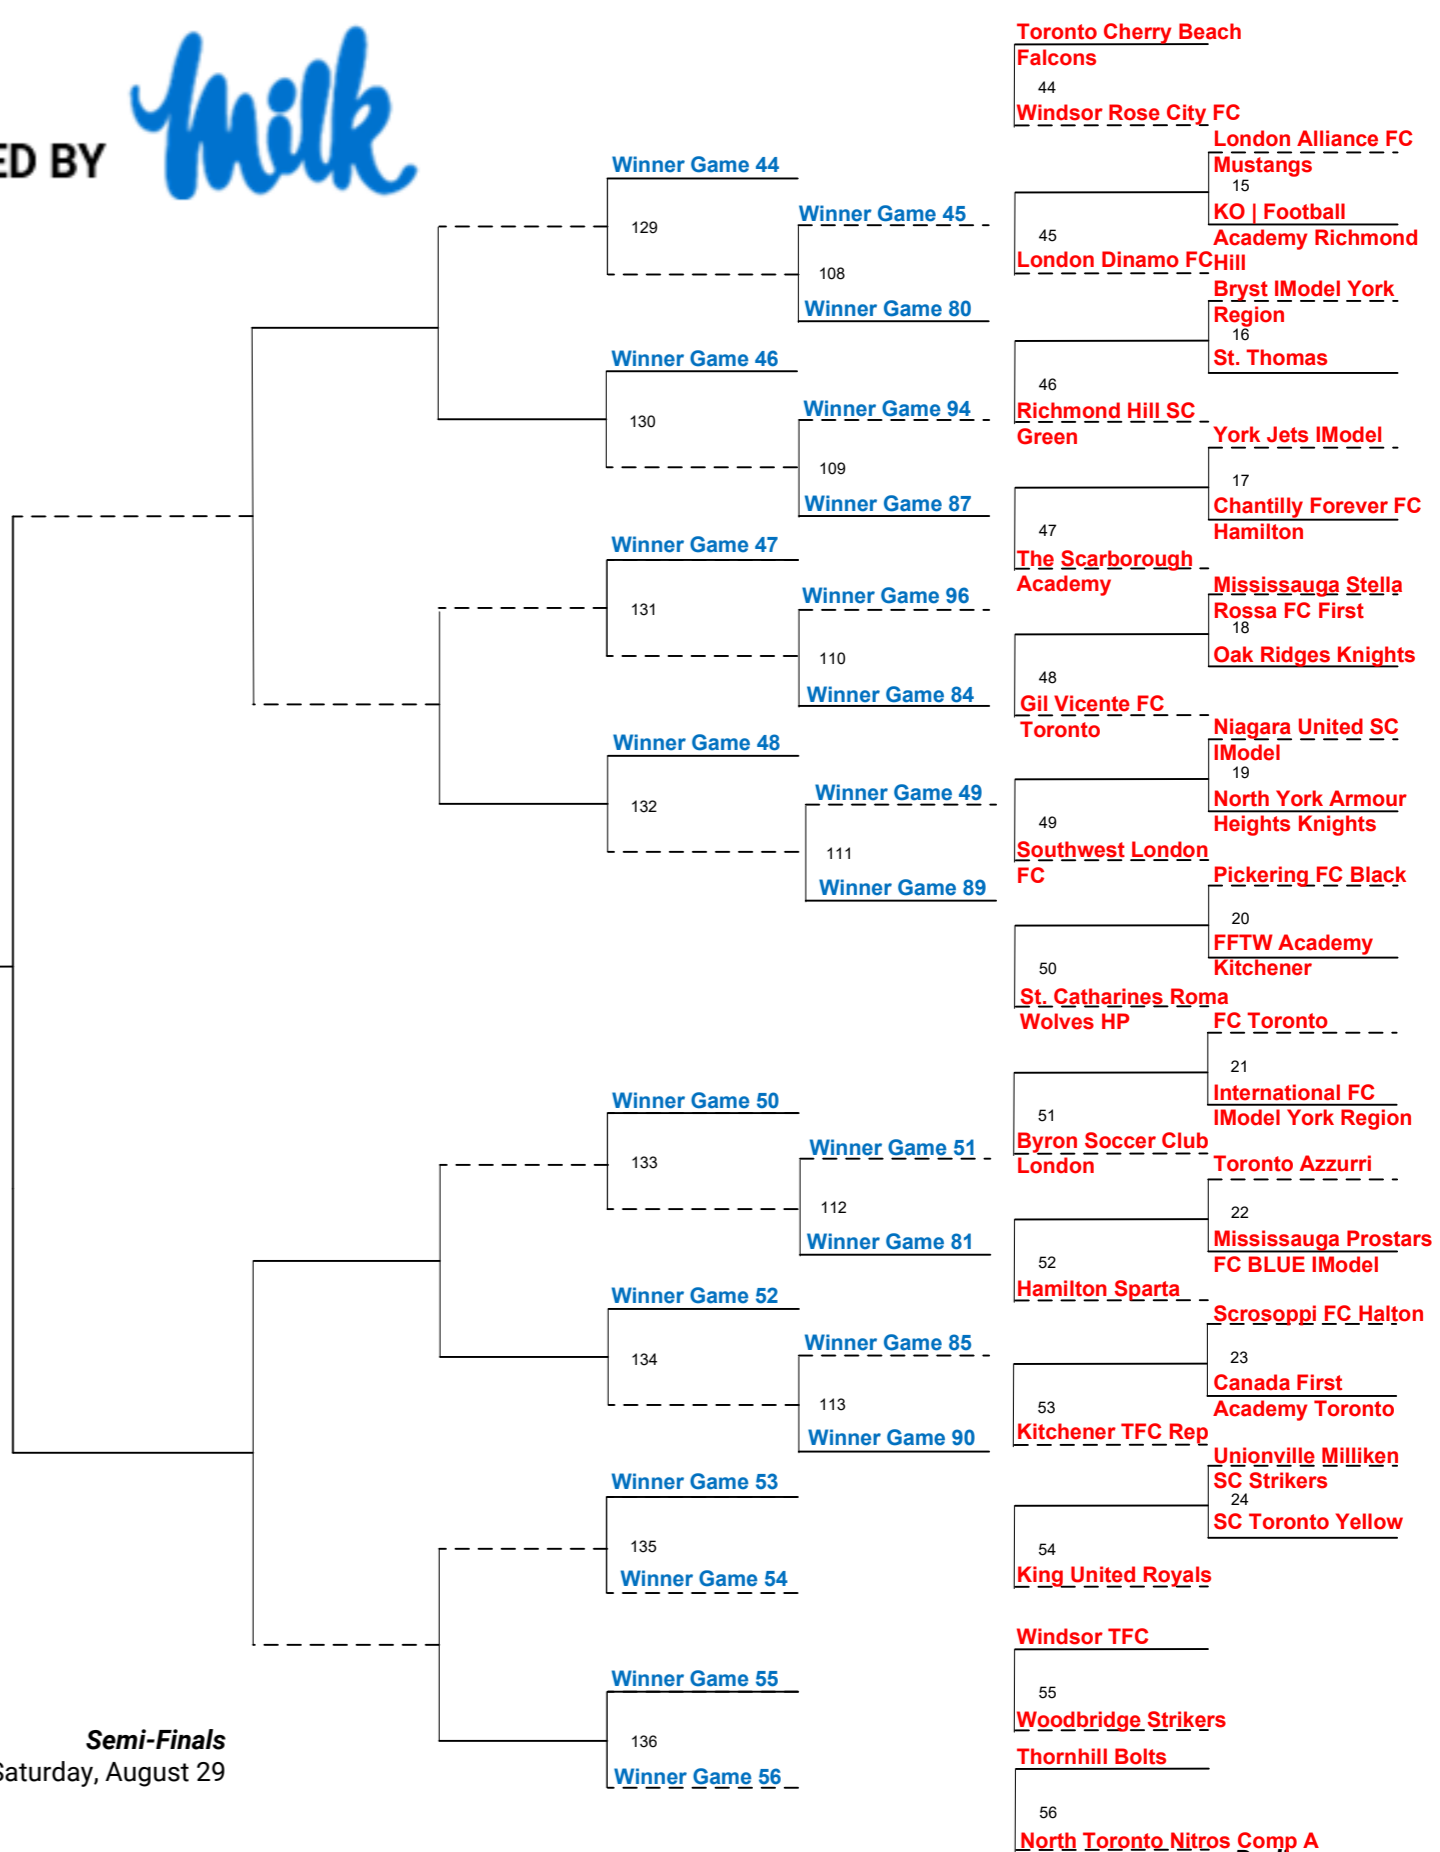 ED BY
milk
Winner Game 44
129
Winner Game 45
108
Winner Game 80
Winner Game 46
130
Winner Game 94
109
Winner Game 87
Winner Game 47
131
Winner Game 96
110
Winner Game 84
Winner Game 48
132
Winner Game 49
111
Winner Game 89
Winner Game 50
133
Winner Game 51
112
Winner Game 81
Winner Game 52
134
Winner Game 85
113
Winner Game 90
Winner Game 53
135
Winner Game 54
Winner Game 55
136
Winner Game 56
Toronto Cherry Beach
Falcons
44
Windsor Rose City FC
45
London Dinamo FC
46
Richmond Hill SC
Green
47
The Scarborough
Academy
48
Gil Vicente FC
Toronto
49
Southwest London
FC
50
St. Catharines Roma
Wolves HP
51
Byron Soccer Club
London
52
Hamilton Sparta
53
Kitchener TFC Rep
54
King United Royals
Windsor TFC
55
Woodbridge Strikers
Thornhill Bolts
56
North Toronto Nitros Comp A
London Alliance FC
Mustangs
15
KO | Football
Academy Richmond
Hill
Bryst IModel York
Region
16
St. Thomas
York Jets IModel
17
Chantilly Forever FC
Hamilton
Mississauga Stella
Rossa FC First
18
Oak Ridges Knights
Niagara United SC
IModel
19
North York Armour
Heights Knights
Pickering FC Black
20
FFTW Academy
Kitchener
FC Toronto
21
International FC
IModel York Region
Toronto Azzurri
22
Mississauga Prostars
FC BLUE IModel
Scrosoppi FC Halton
23
Canada First
Academy Toronto
Unionville Milliken
SC Strikers
24
SC Toronto Yellow
Semi-Finals
Saturday, August 29